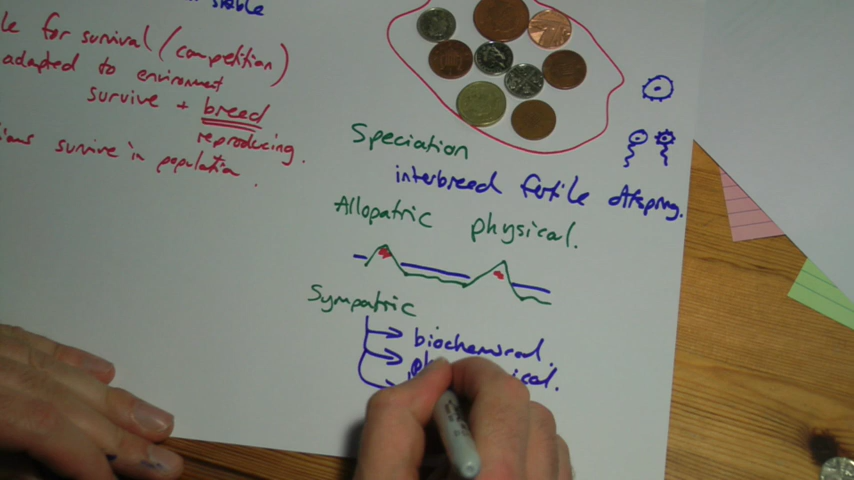 stable
le for survival (competition)
adapted to environment
survive + breed
reproducing.
ions survive in population.
Speciation
interbreed fertile offspring.
Allopatric physical.
Sympatric
biochemical.